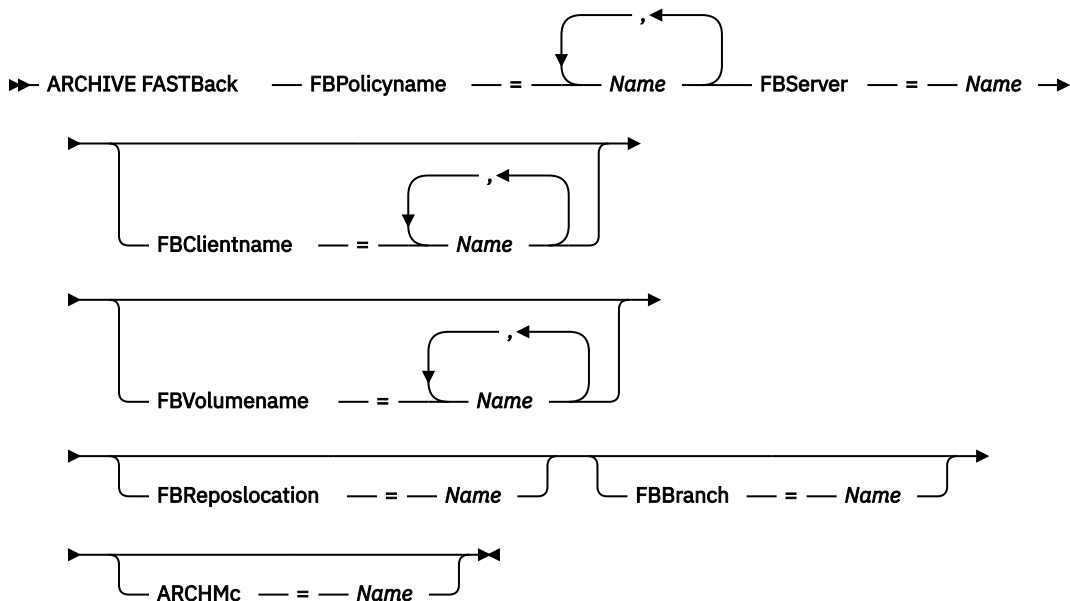 ,
ARCHIVE FASTBack FBPolicyname = Name FBServer = Name
,
FBClientname = Name
,
FBVolumename = Name
FBReposlocation = Name FBBranch = Name
ARCHMc = Name